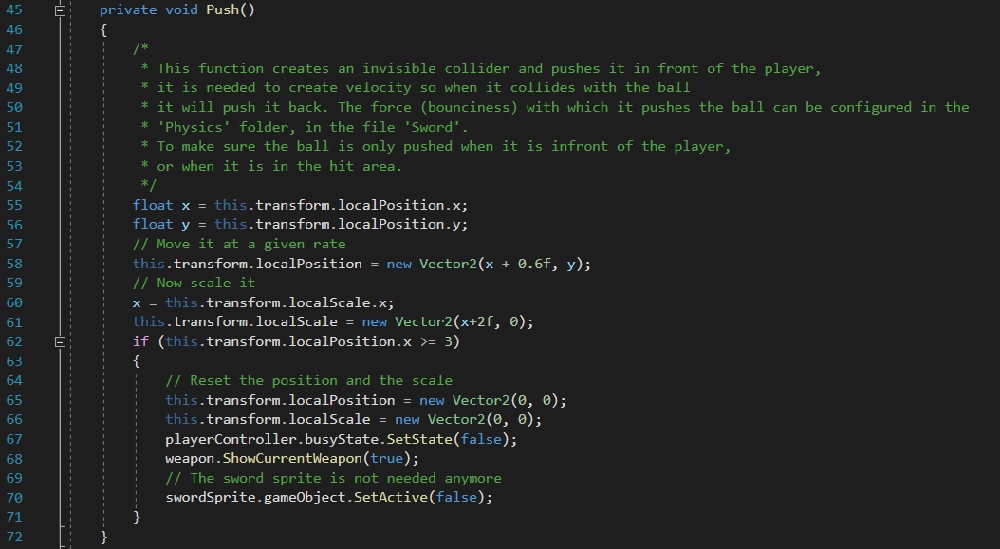 45 private void Push()
46 {
47 /*
48 * This function creates an invisible collider and pushes it in front of the player,
49 * it is needed to create velocity so when it collides with the ball
50 * it will push it back. The force (bounciness) with which it pushes the ball can be configured in the
51 * 'Physics' folder, in the file 'Sword'.
52 * To make sure the ball is only pushed when it is infront of the player,
53 * or when it is in the hit area.
54 */
55 float x = this.transform.localPosition.x;
56 float y = this.transform.localPosition.y;
57 // Move it at a given rate
58 this.transform.localPosition = new Vector2(x + 0.6f, y);
59 // Now scale it
60 x = this.transform.localScale.x;
61 this.transform.localScale = new Vector2(x+2f, 0);
62 if (this.transform.localPosition.x >= 3)
63 {
64 // Reset the position and the scale
65 this.transform.localPosition = new Vector2(0, 0);
66 this.transform.localScale = new Vector2(0, 0);
67 playerController.busyState.SetState(false);
68 weapon.ShowCurrentWeapon(true);
69 // The sword sprite is not needed anymore
70 swordSprite.gameObject.SetActive(false);
71 }
72 }